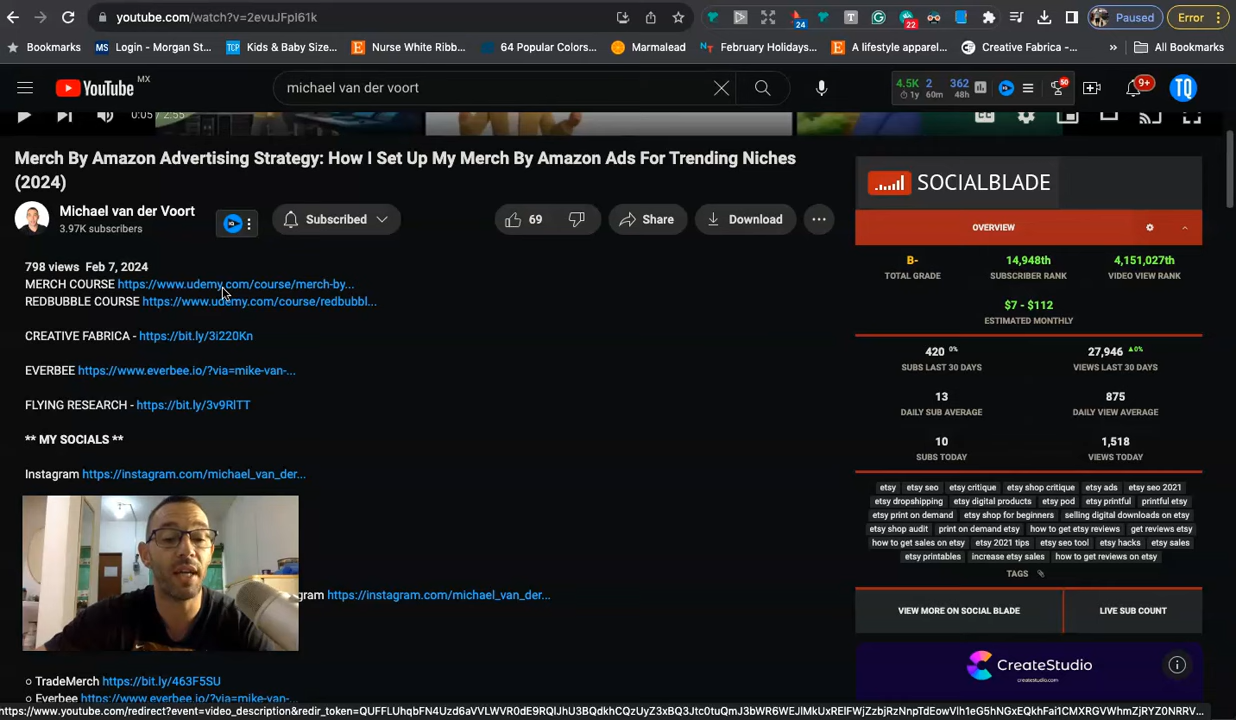 youtube.com/watch?v=2evuJFpI61k
24
22
Paused
Error
Bookmarks
Login - Morgan St...
Kids & Baby Size...
Nurse White Ribb...
64 Popular Colors...
Marmalead
February Holidays...
A lifestyle apparel...
Creative Fabrica -...
»
All Bookmarks
YouTube MX
michael van der voort
4.5K 2 362
1y 60m 48h
50
9+
TQ
0:05 / 2:55
Merch By Amazon Advertising Strategy: How I Set Up My Merch By Amazon Ads For Trending Niches
(2024)
Michael van der Voort
3.97K subscribers
Subscribed
69
Share
Download
798 views Feb 7, 2024
MERCH COURSE https://www.udemy.com/course/merch-by...
REDBUBBLE COURSE https://www.udemy.com/course/redbubbl...
CREATIVE FABRICA - https://bit.ly/3i220Kn
EVERBEE https://www.everbee.io/?via=mike-van-...
FLYING RESEARCH - https://bit.ly/3v9RlTT
** MY SOCIALS **
Instagram https://instagram.com/michael_van_der...
gram https://instagram.com/michael_van_der...
○ TradeMerch https://bit.ly/463F5SU
○ Everbee https://www.everbee.io/?via=mike-van-...
SOCIALBLADE
OVERVIEW
B-
TOTAL GRADE
14,948th
SUBSCRIBER RANK
4,151,027th
VIDEO VIEW RANK
$7 - $112
ESTIMATED MONTHLY
420 0%
SUBS LAST 30 DAYS
27,946 ▲0%
VIEWS LAST 30 DAYS
13
DAILY SUB AVERAGE
875
DAILY VIEW AVERAGE
10
SUBS TODAY
1,518
VIEWS TODAY
etsy etsy seo etsy critique etsy shop critique etsy ads etsy seo 2021
etsy dropshipping etsy digital products etsy pod etsy printful printful etsy
etsy print on demand etsy shop for beginners selling digital downloads on etsy
etsy shop audit print on demand etsy how to get etsy reviews get reviews etsy
how to get sales on etsy etsy 2021 tips etsy seo tool etsy hacks etsy sales
etsy printables increase etsy sales how to get reviews on etsy
TAGS
VIEW MORE ON SOCIAL BLADE
LIVE SUB COUNT
CreateStudio
createstudio.com